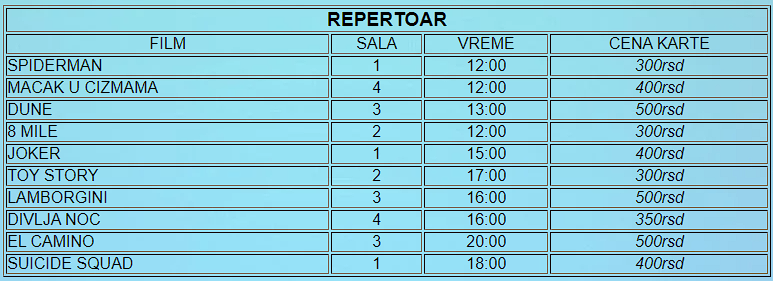 REPERTOAR
FILM SALA VREME CENA KARTE
SPIDERMAN 1 12:00 300rsd
MACAK U CIZMAMA 4 12:00 400rsd
DUNE 3 13:00 500rsd
8 MILE 2 12:00 300rsd
JOKER 1 15:00 400rsd
TOY STORY 2 17:00 300rsd
LAMBORGINI 3 16:00 500rsd
DIVLJA NOC 4 16:00 350rsd
EL CAMINO 3 20:00 500rsd
SUICIDE SQUAD 1 18:00 400rsd